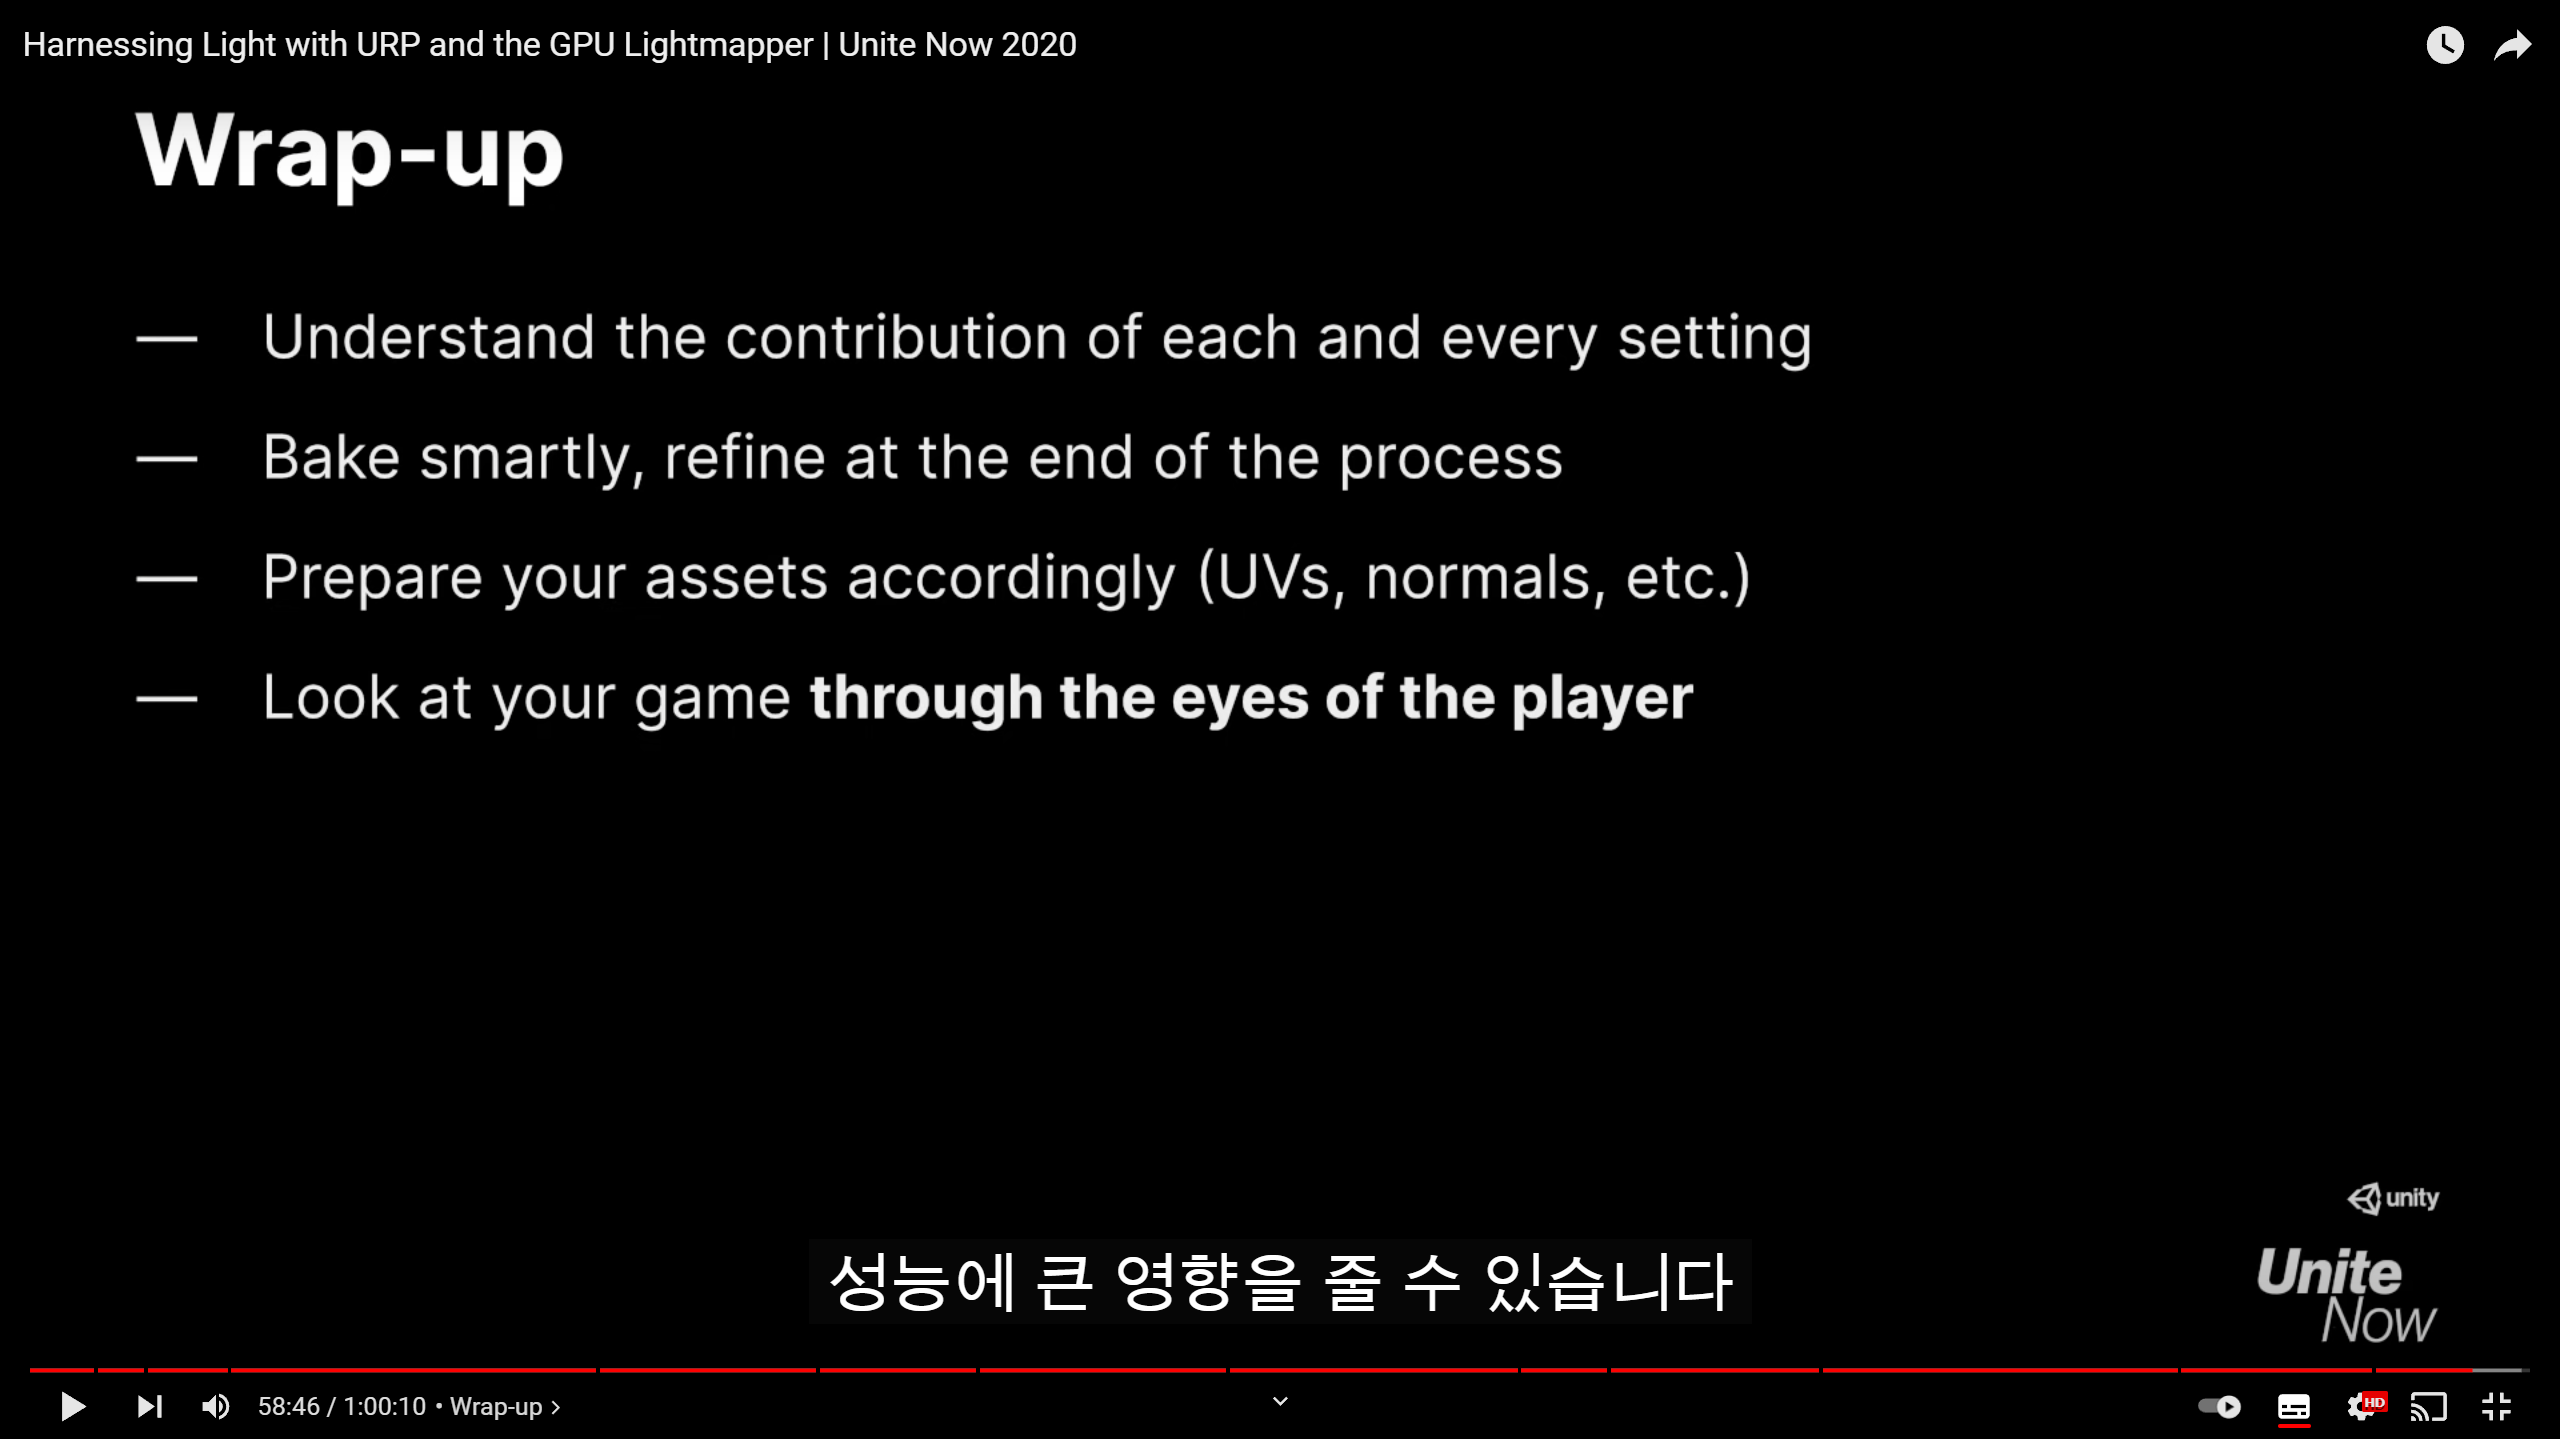 Harnessing Light with URP and the GPU Lightmapper | Unite Now 2020
Wrap-up
— Understand the contribution of each and every setting
— Bake smartly, refine at the end of the process
— Prepare your assets accordingly (UVs, normals, etc.)
— Look at your game through the eyes of the player
unity
Unite
Now
성능에 큰 영향을 줄 수 있습니다
58:46 / 1:00:10 • Wrap-up >
HD